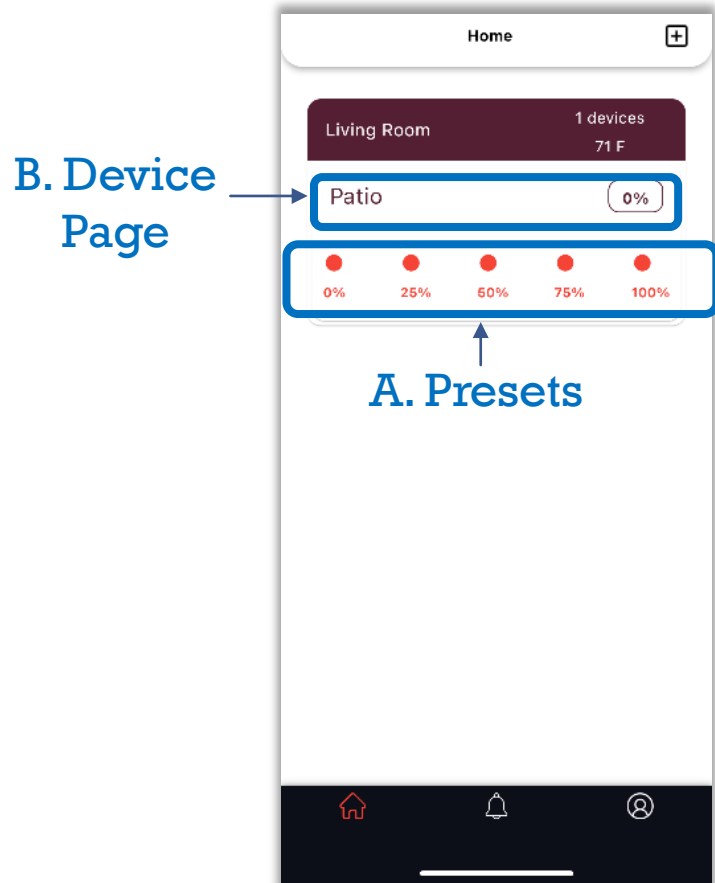 Home
Living Room
1 devices
71 F
B. Device
Page
Patio
0%
0% 25% 50% 75% 100%
A. Presets